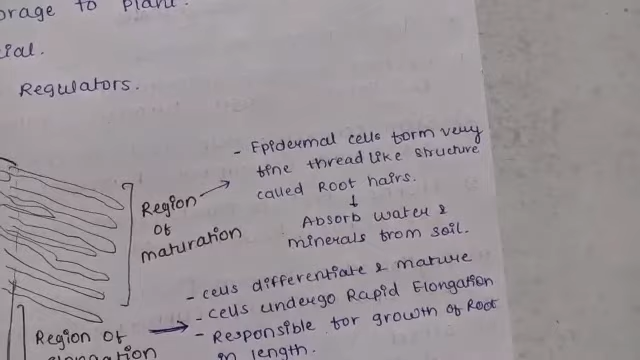 orage to plant.
ial.
Regulators.
- Epidermal cells form very
fine thread like structure
called Root hairs.
↓
Absorb water &
minerals from soil.
Region
of
maturation
- cells differentiate & mature
- cells undergo Rapid Elongation
- Responsible for growth of Root
in length.
Region of
elongation